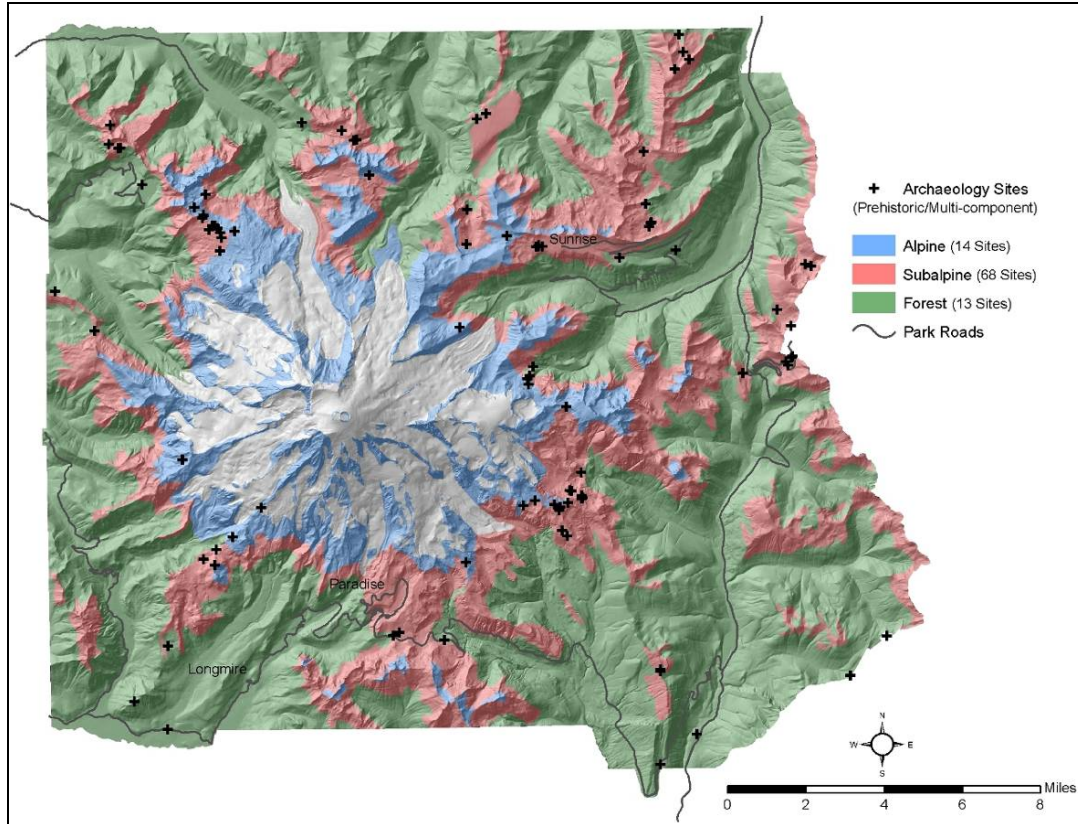 Archaeology Sites
(Prehistoric/Multi-component)
Alpine (14 Sites)
Subalpine (68 Sites)
Forest (13 Sites)
Park Roads
Sunrise
Paradise
Longmire
N
W E
S
Miles
0 2 4 6 8